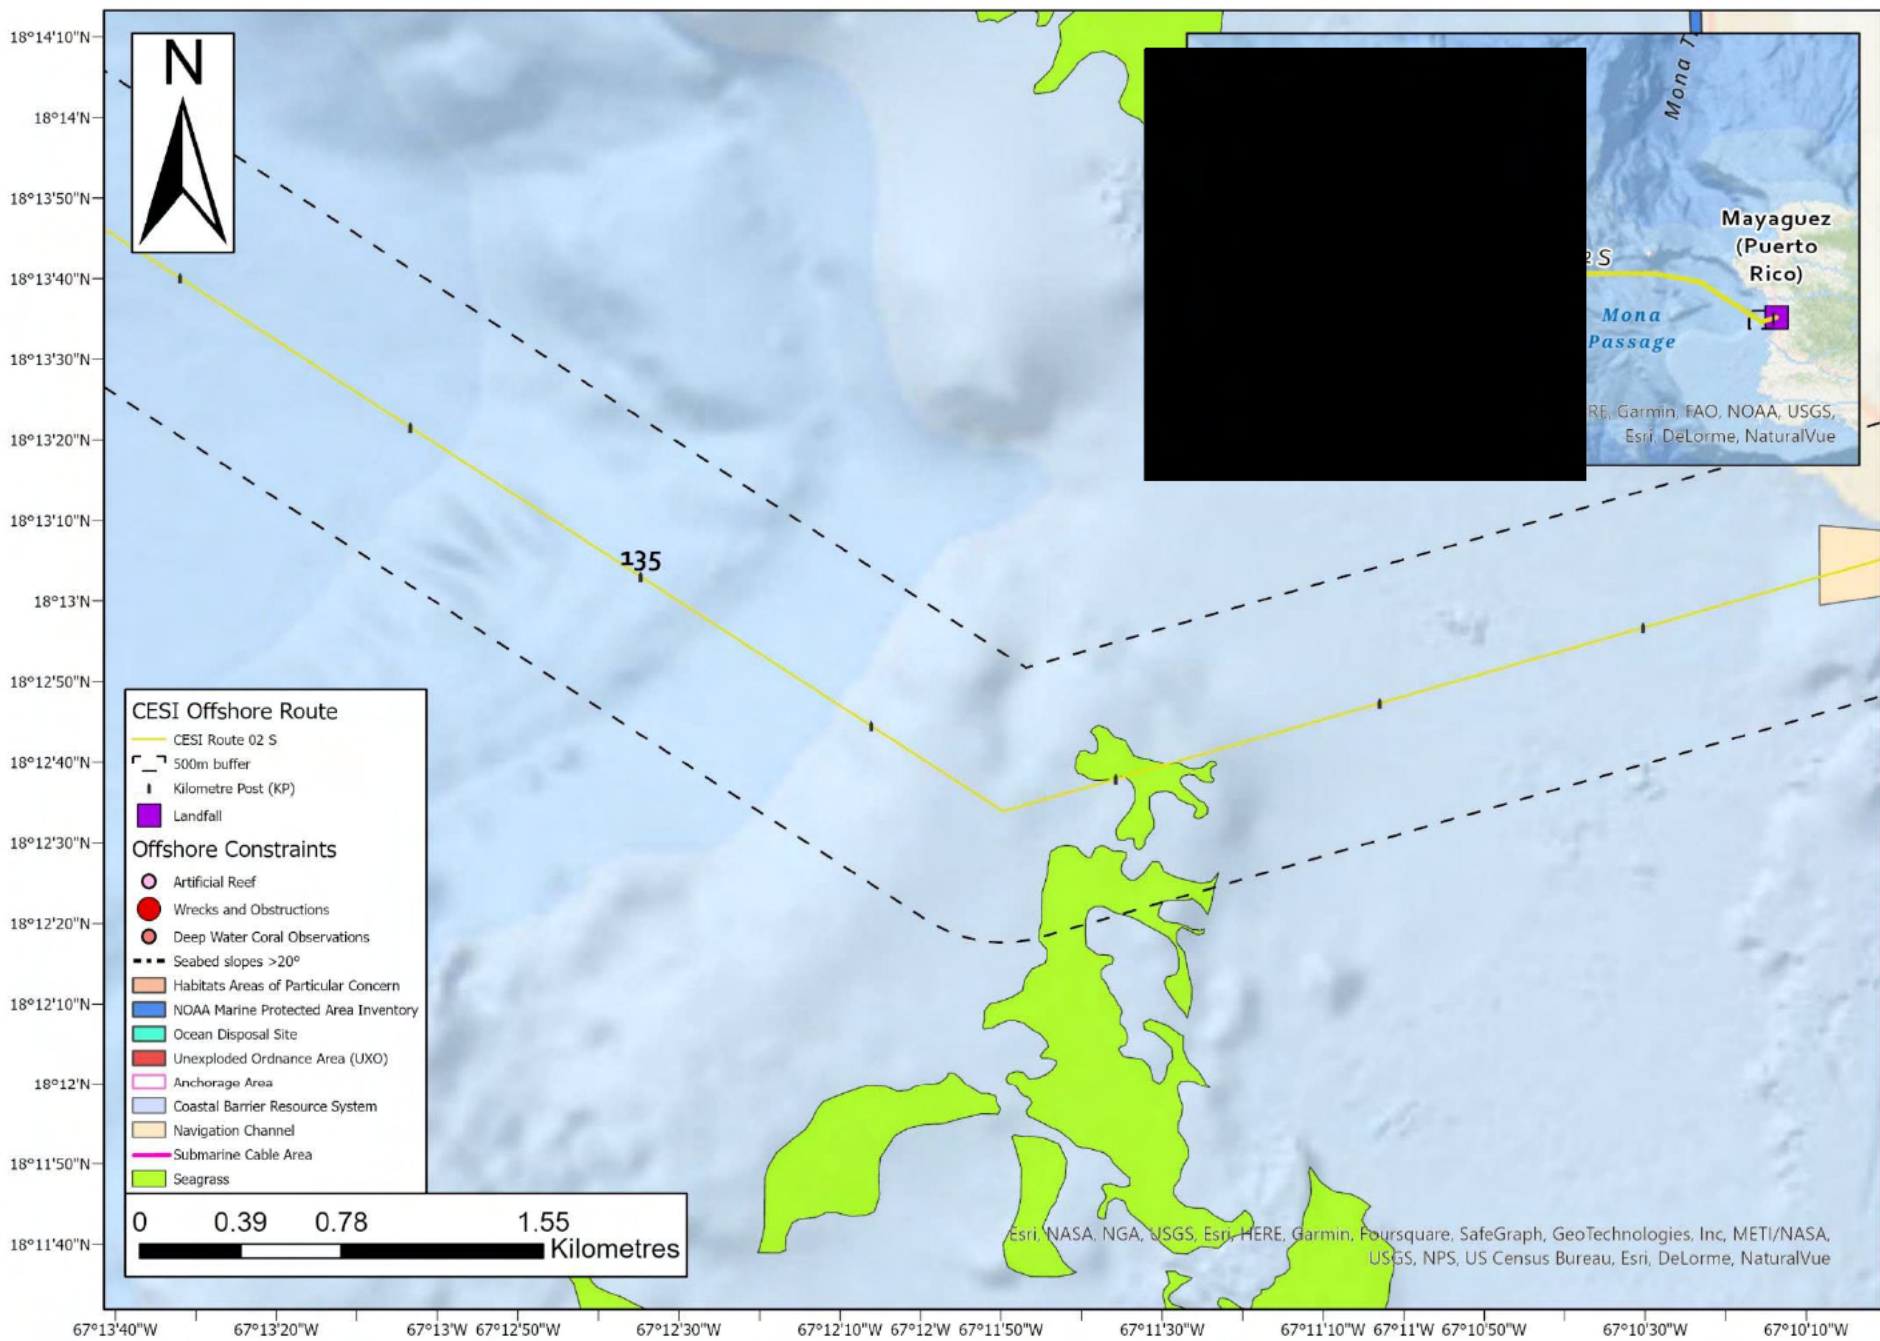 N
18°14'10"N
18°14'N
18°13'50"N
18°13'40"N
18°13'30"N
18°13'20"N
18°13'10"N
18°13'N
18°12'50"N
18°12'40"N
18°12'30"N
18°12'20"N
18°12'10"N
18°12'N
18°11'50"N
18°11'40"N
Mona T
Mayaguez
(Puerto
Rico)
S
Mona
Passage
RE, Garmin, FAO, NOAA, USGS,
Esri, DeLorme, NaturalVue
135
CESI Offshore Route
CESI Route 02 S
500m buffer
Kilometre Post (KP)
Landfall
Offshore Constraints
Artificial Reef
Wrecks and Obstructions
Deep Water Coral Observations
Seabed slopes >20°
Habitats Areas of Particular Concern
NOAA Marine Protected Area Inventory
Ocean Disposal Site
Unexploded Ordnance Area (UXO)
Anchorage Area
Coastal Barrier Resource System
Navigation Channel
Submarine Cable Area
Seagrass
0 0.39 0.78 1.55
Kilometres
Esri, NASA, NGA, USGS, Esri, HERE, Garmin, Foursquare, SafeGraph, GeoTechnologies, Inc, METI/NASA,
USGS, NPS, US Census Bureau, Esri, DeLorme, NaturalVue
67°13'40"W 67°13'20"W 67°13'W 67°12'50"W 67°12'30"W 67°12'10"W 67°12'W 67°11'50"W 67°11'30"W 67°11'10"W 67°11'W 67°10'50"W 67°10'30"W 67°10'10"W